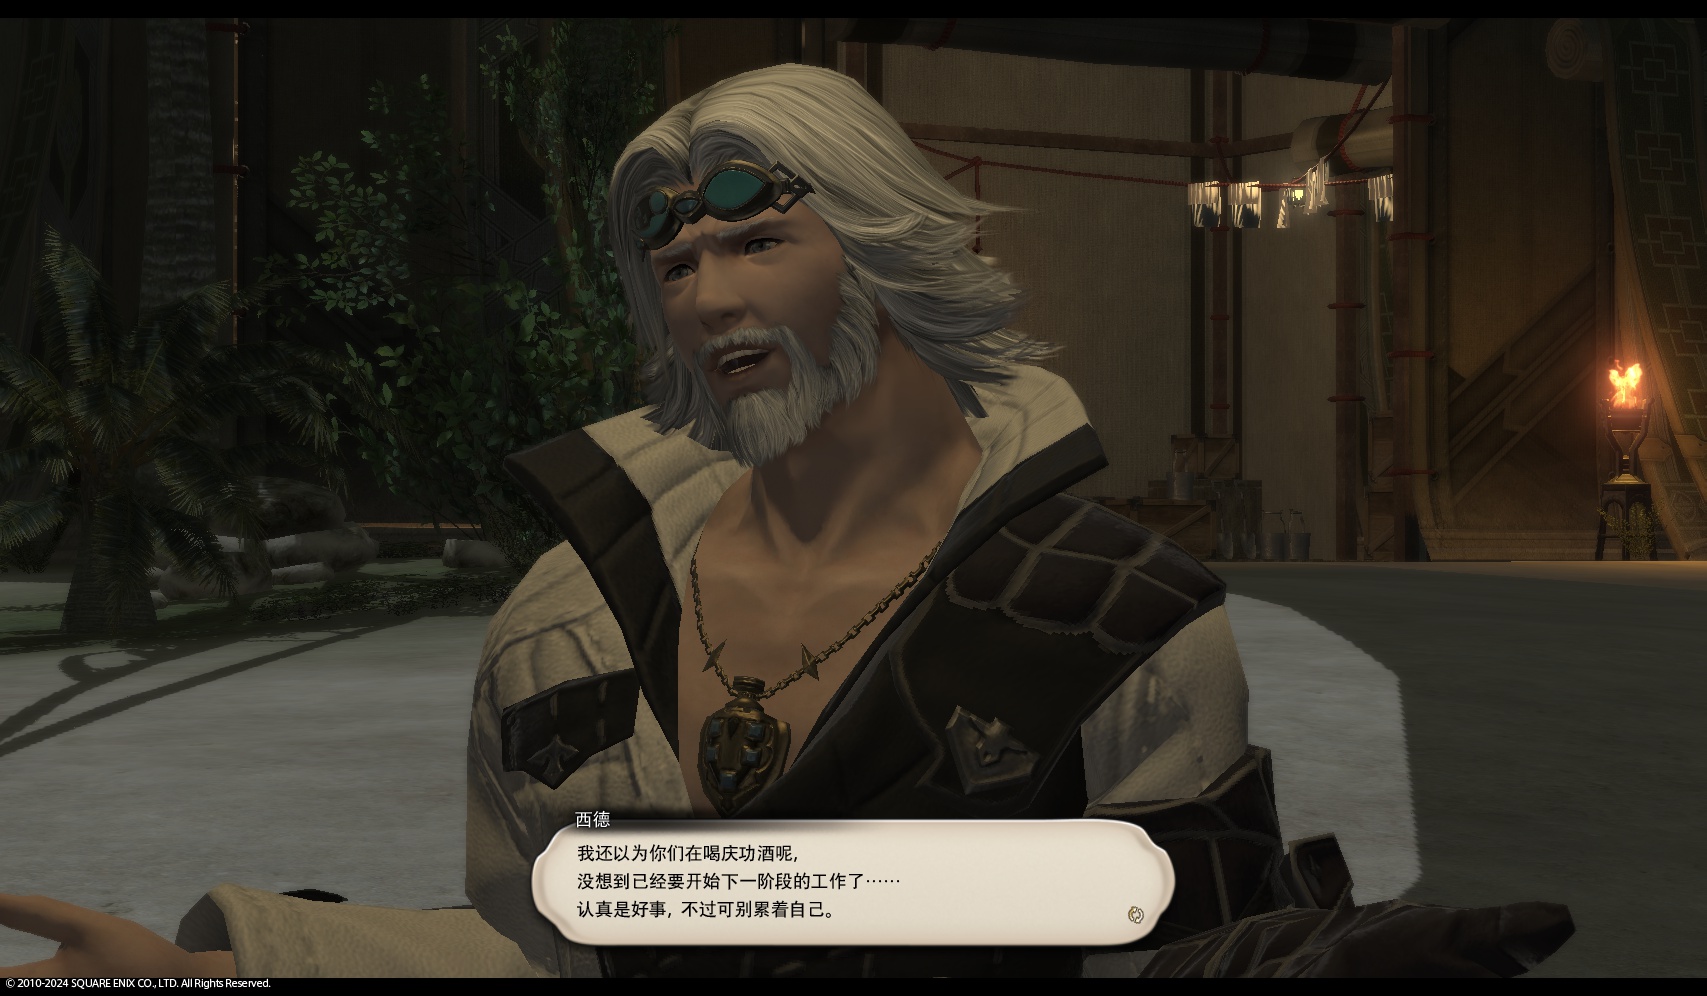 西德
我还以为你们在喝庆功酒呢,
没想到已经要开始下一阶段的工作了……
认真是好事, 不过可别累着自己。
© 2010-2024 SQUARE ENIX CO., LTD. All Rights Reserved.